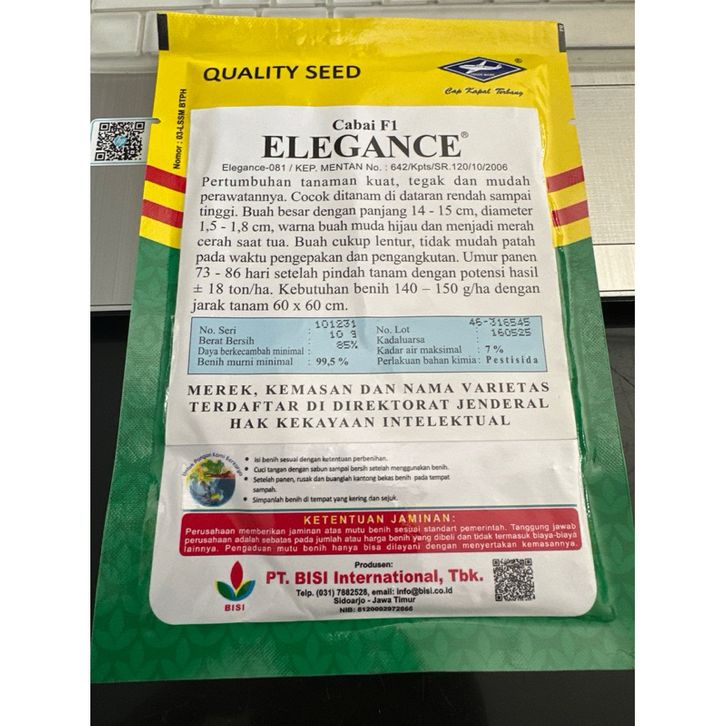 QUALITY SEED
Cap Kapal Terbang
Nomor : 03-LSSM BTPH
Cabai F1
ELEGANCE®
Elegance-081 / KEP. MENTAN No. : 642/Kpts/SR.120/10/2006
Pertumbuhan tanaman kuat, tegak dan mudah
perawatannya. Cocok ditanam di dataran rendah sampai
tinggi. Buah besar dengan panjang 14 - 15 cm, diameter
1,5 - 1,8 cm, warna buah muda hijau dan menjadi merah
cerah saat tua. Buah cukup lentur, tidak mudah patah
pada waktu pengepakan dan pengangkutan. Umur panen
73 - 86 hari setelah pindah tanam dengan potensi hasil
± 18 ton/ha. Kebutuhan benih 140 – 150 g/ha dengan
jarak tanam 60 x 60 cm.
No. Seri : 101231
Berat Bersih : 10 g
Daya berkecambah minimal : 85%
Benih murni minimal : 99,5 %
No. Lot : 46-316545
Kadaluarsa : 160525
Kadar air maksimal : 7 %
Perlakuan bahan kimia : Pestisida
MEREK, KEMASAN DAN NAMA VARIETAS
TERDAFTAR DI DIREKTORAT JENDERAL
HAK KEKAYAAN INTELEKTUAL
• Isi benih sesuai dengan ketentuan perbenihan.
• Cuci tangan dengan sabun sampai bersih setelah menggunakan benih.
• Setelah panen, rusak dan buanglah kantong bekas benih pada tempat
sampah.
• Simpanlah benih di tempat yang kering dan sejuk.
KETENTUAN JAMINAN:
Perusahaan memberikan jaminan atas mutu benih sesuai standart pemerintah. Tanggung jawab
perusahaan adalah sebatas pada jumlah atau harga benih yang dibeli dan tidak termasuk biaya-biaya
lainnya. Pengaduan mutu benih hanya bisa dilayani dengan menyertakan kemasannya.
BISI
Produsen:
PT. BISI International, Tbk.
Telp. (031) 7882528, email: info@bisi.co.id
Sidoarjo - Jawa Timur
NIB: 8120002972866